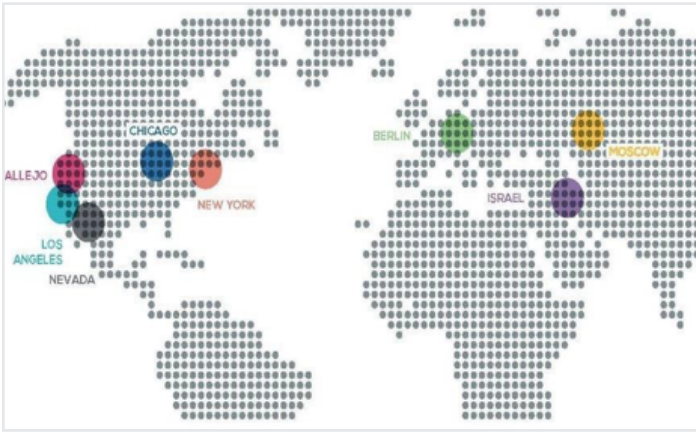 CHICAGO
ALLEJO
NEW YORK
LOS
ANGELES
NEVADA
BERLIN
MOSCOW
ISRAEL